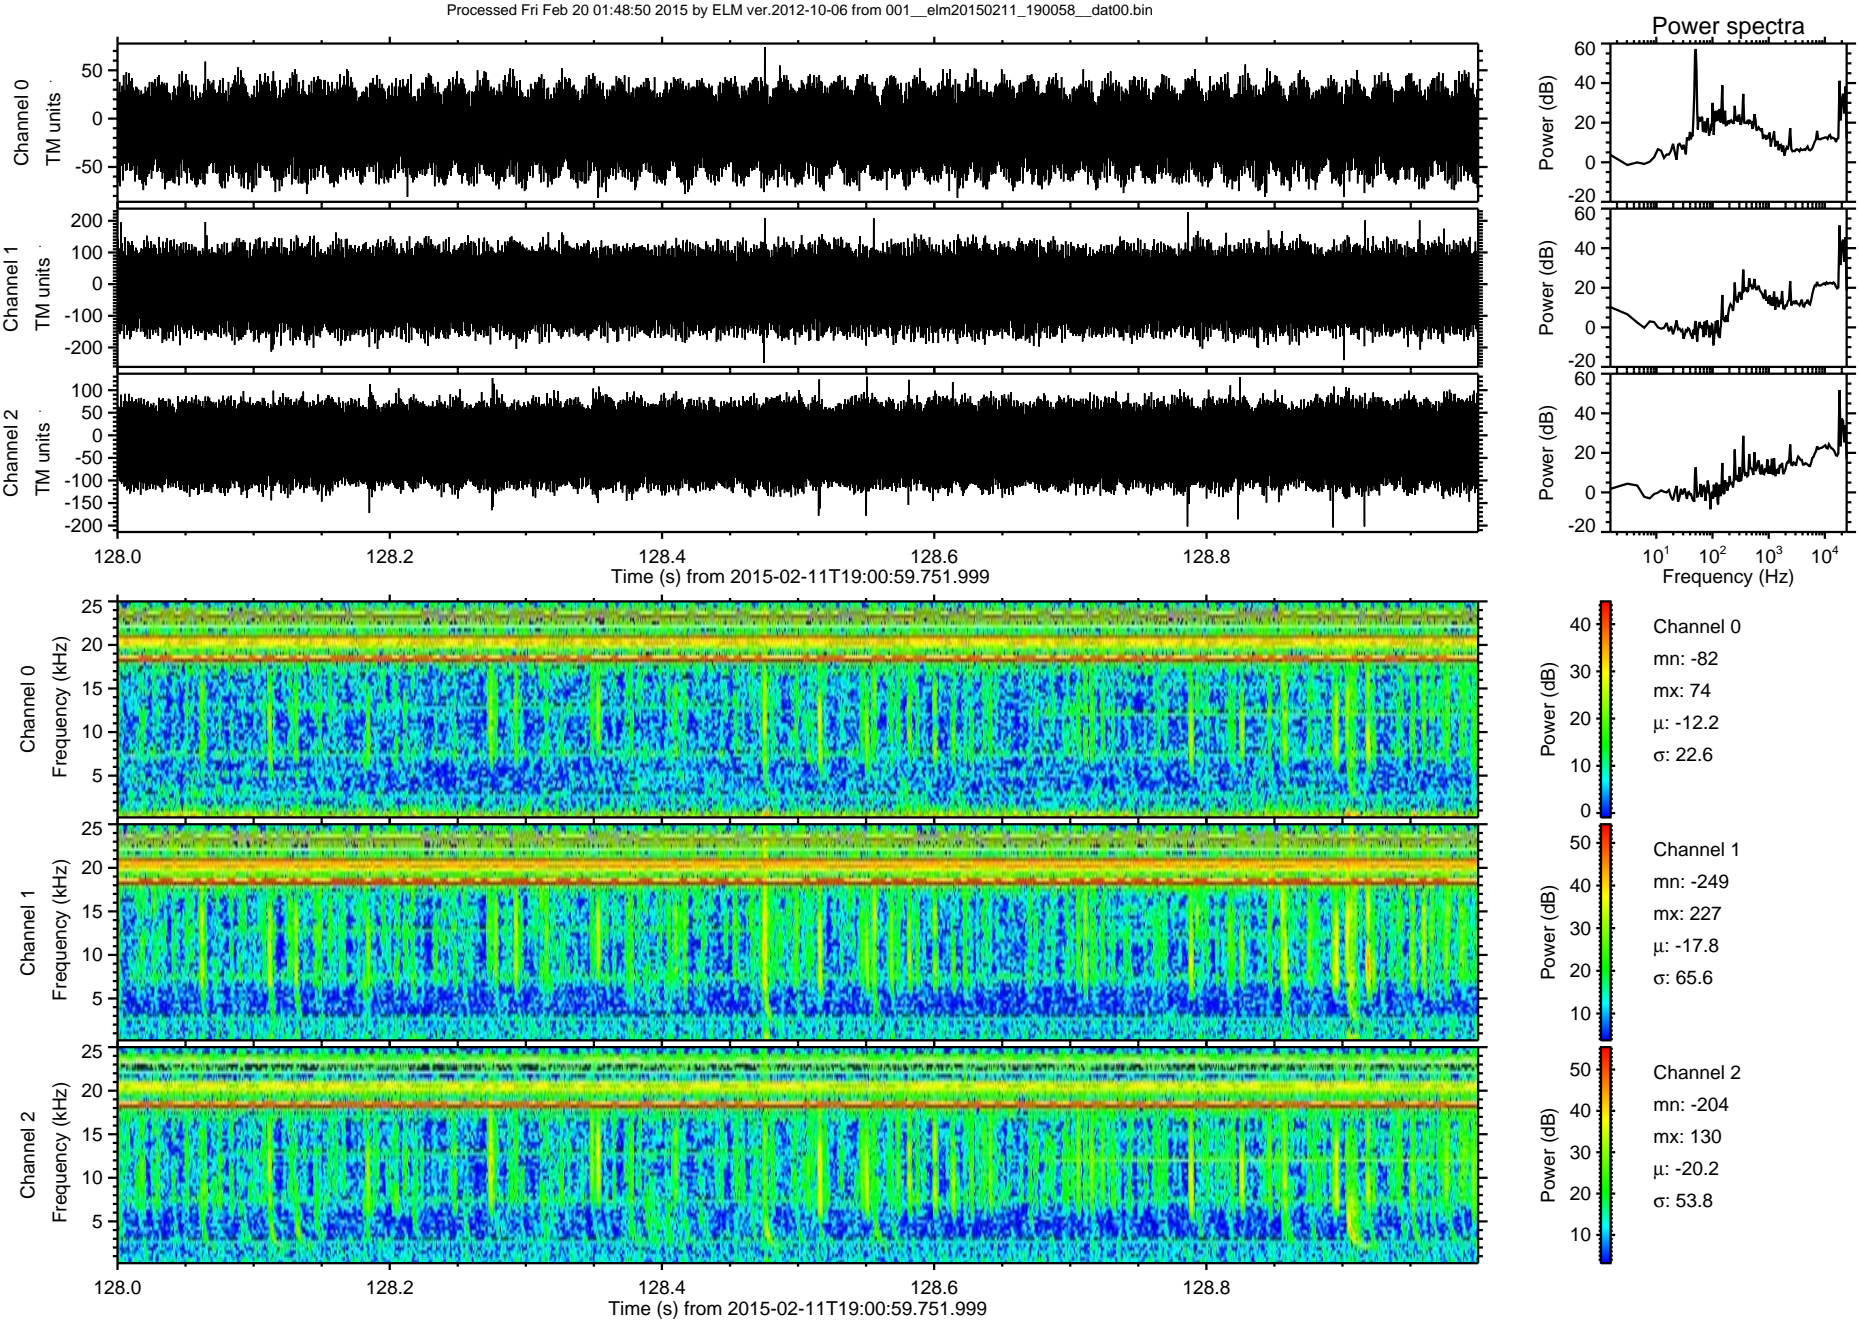 Processed Fri Feb 20 01:48:50 2015 by ELM ver.2012-10-06 from 001__elm20150211_190058__dat00.bin
Power spectra
Channel 0
TM units
50
0
-50
Power (dB)
60
40
20
0
-20
Channel 1
TM units
200
100
0
-100
-200
Power (dB)
60
40
20
0
-20
Channel 2
TM units
100
50
0
-50
-100
-150
-200
Power (dB)
60
40
20
0
-20
128.0 128.2 128.4 128.6 128.8
Time (s) from 2015-02-11T19:00:59.751.999
10^1 10^2 10^3 10^4
Frequency (Hz)
Channel 0
Frequency (kHz)
25
20
15
10
5
Power (dB)
40
30
20
10
0
Channel 0
mn: -82
mx: 74
μ: -12.2
σ: 22.6
Channel 1
Frequency (kHz)
25
20
15
10
5
Power (dB)
50
40
30
20
10
Channel 1
mn: -249
mx: 227
μ: -17.8
σ: 65.6
Channel 2
Frequency (kHz)
25
20
15
10
5
Power (dB)
50
40
30
20
10
Channel 2
mn: -204
mx: 130
μ: -20.2
σ: 53.8
128.0 128.2 128.4 128.6 128.8
Time (s) from 2015-02-11T19:00:59.751.999